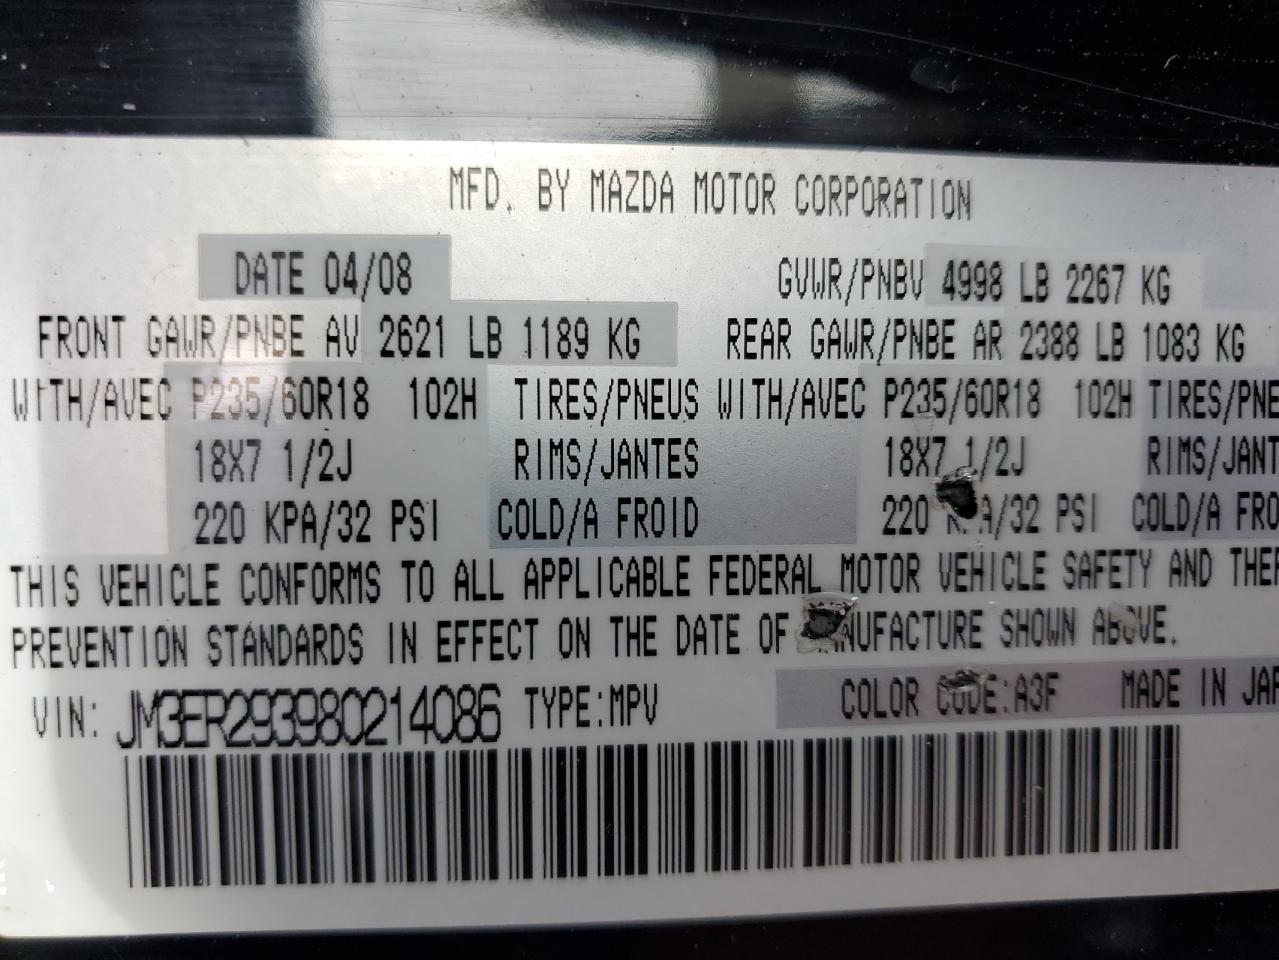 MFD. BY MAZDA MOTOR CORPORATION
DATE 04/08 GVWR/PNBV 4998 LB 2267 KG
FRONT GAWR/PNBE AV 2621 LB 1189 KG REAR GAWR/PNBE AR 2388 LB 1083 KG
WITH/AVEC P235/60R18 102H TIRES/PNEUS WITH/AVEC P235/60R18 102H TIRES/PNE
18X7 1/2J RIMS/JANTES 18X7 1/2J RIMS/JANT
220 KPA/32 PSI COLD/A FROID 220 KPA/32 PSI COLD/A FRO
THIS VEHICLE CONFORMS TO ALL APPLICABLE FEDERAL MOTOR VEHICLE SAFETY AND THEF
PREVENTION STANDARDS IN EFFECT ON THE DATE OF MANUFACTURE SHOWN ABOVE.
VIN: JM3ER293980214086 TYPE:MPV COLOR CODE:A3F MADE IN JAP